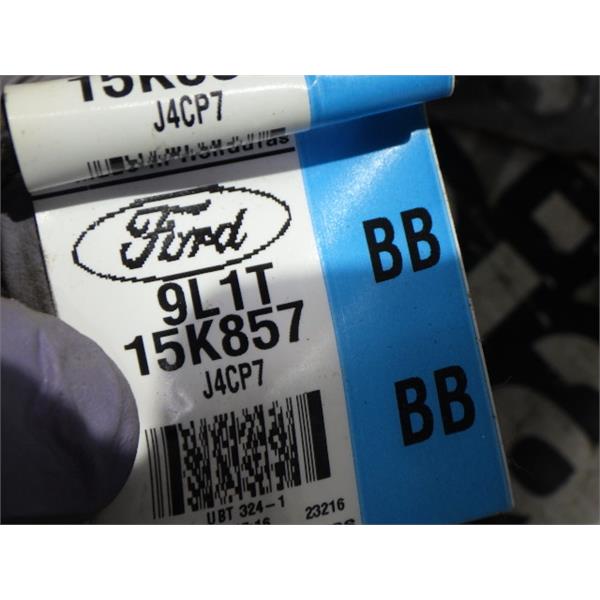 J4CP7
Ford
9L1T
15K857
J4CP7
BB
BB
UBT 324-1 23216